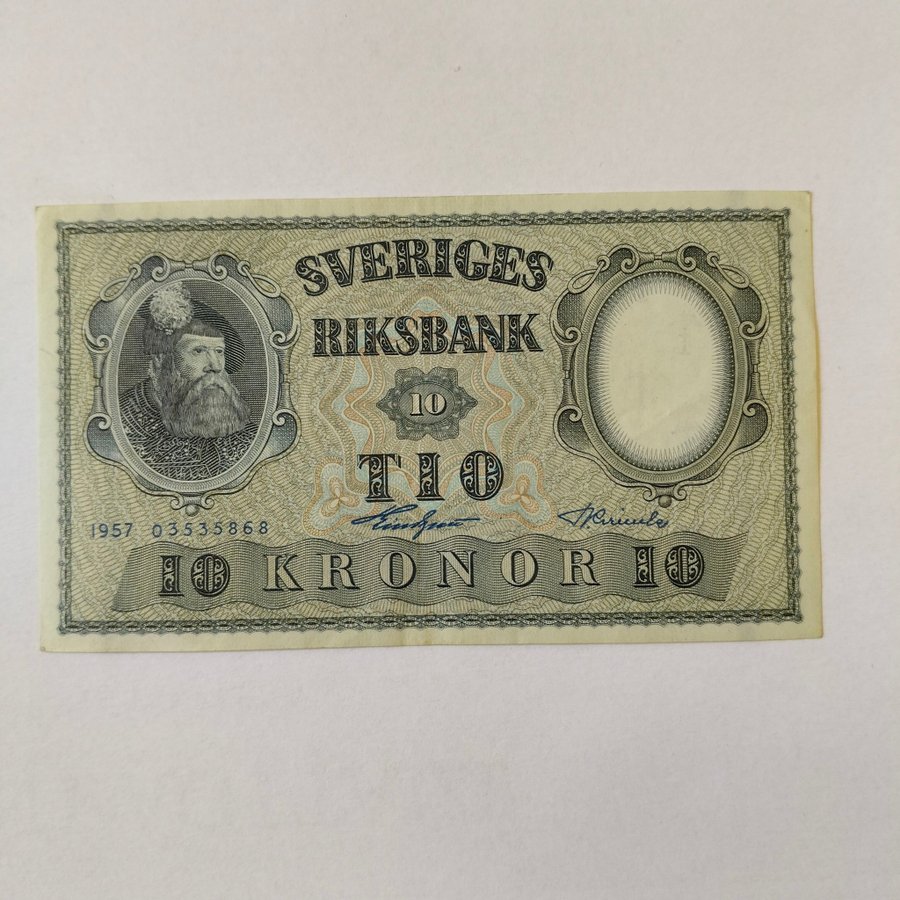 SVERIGES
RIKSBANK
10
TIO
1957 03535868
10 KRONOR 10